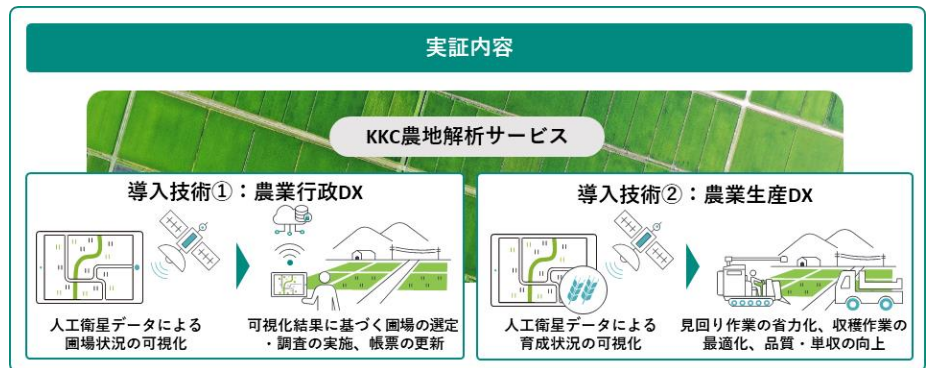 実証内容
KKC農地解析サービス
導入技術①：農業行政DX
人工衛星データによる
圃場状況の可視化
可視化結果に基づく圃場の選定
・調査の実施、帳票の更新
導入技術②：農業生産DX
人工衛星データによる
育成状況の可視化
見回り作業の省力化、収穫作業の
最適化、品質・単収の向上